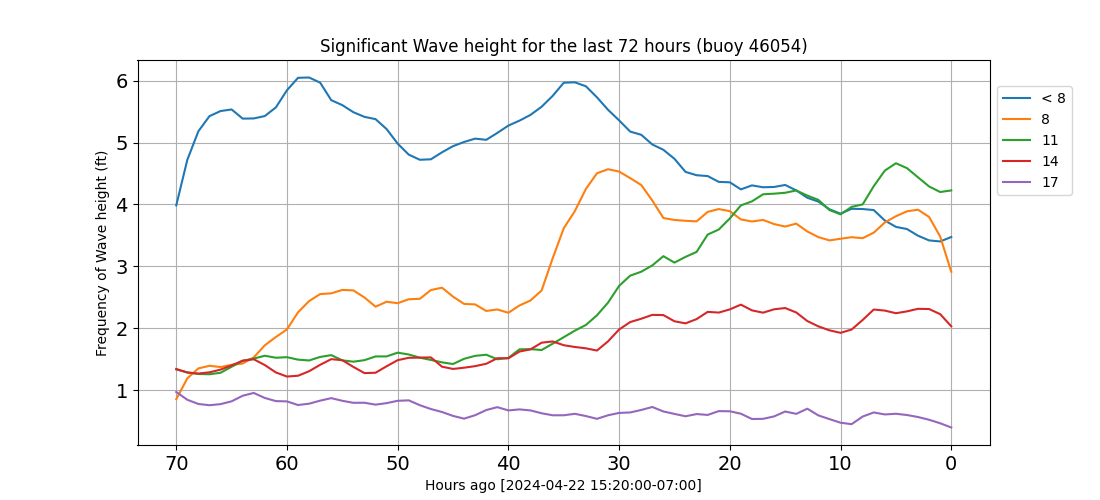 Significant Wave height for the last 72 hours (buoy 46054)
Frequency of Wave height (ft)
6
5
4
3
2
1
70 60 50 40 30 20 10 0
Hours ago [2024-04-22 15:20:00-07:00]
< 8
8
11
14
17